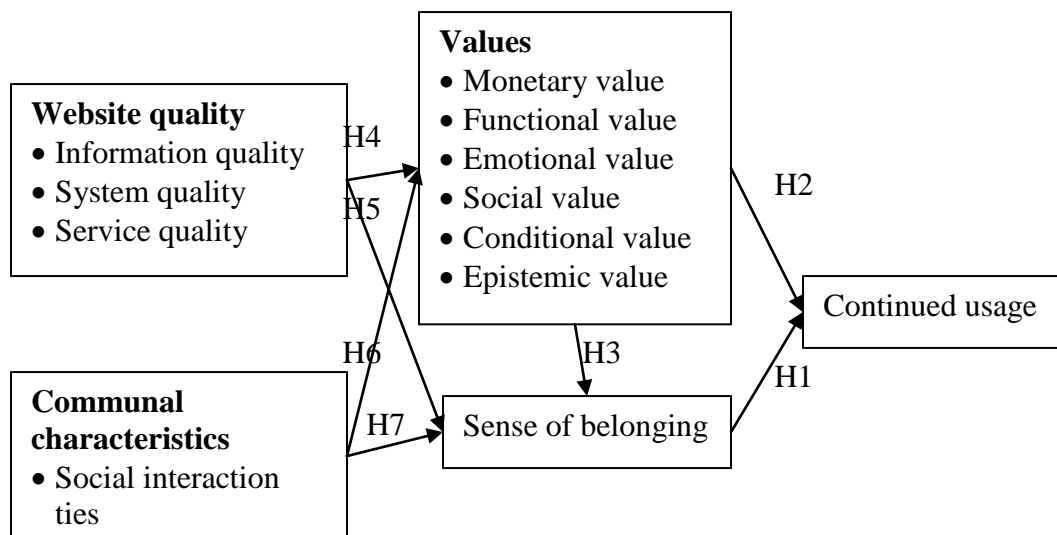 Website quality
• Information quality
• System quality
• Service quality
Communal
characteristics
• Social interaction
ties
H4
H5
H6
H7
Values
• Monetary value
• Functional value
• Emotional value
• Social value
• Conditional value
• Epistemic value
H3
Sense of belonging
H2
H1
Continued usage